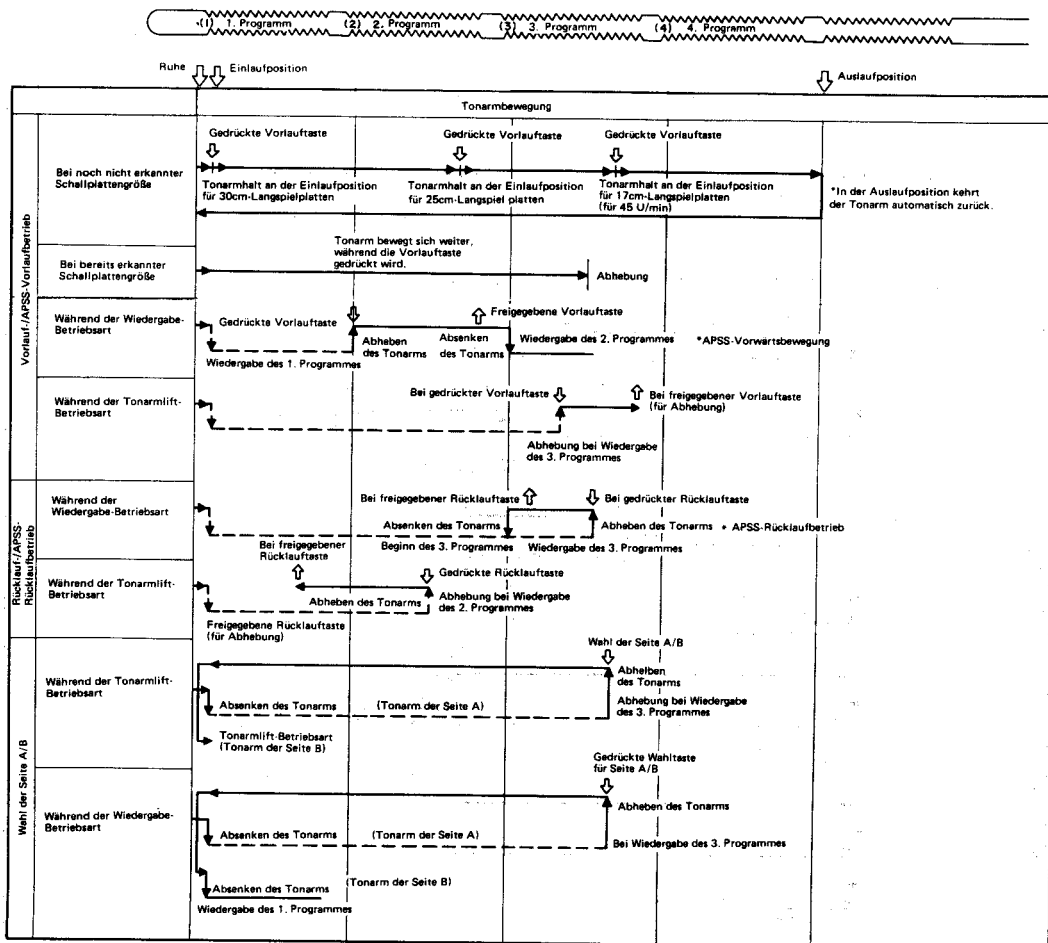 (1) 1. Programm (2) 2. Programm (3) 3. Programm (4) 4. Programm
Ruhe Einlaufposition
Auslaufposition
Tonarmbewegung
Vorlauf-/APSS-Vorlaufbetrieb
Bei noch nicht erkannter
Schallplattengröße
Gedrückte Vorlauftaste
Gedrückte Vorlauftaste
Gedrückte Vorlauftaste
Tonarmhalt an der Einlaufposition
für 30cm-Langspielplatten
Tonarmhalt an der Einlaufposition
für 25cm-Langspiel platten
Tonarmhalt an der Einlaufposition
für 17cm-Langspielplatten
(für 45 U/min)
*In der Auslaufposition kehrt
der Tonarm automatisch zurück.
Bei bereits erkannter
Schallplattengröße
Tonarm bewegt sich weiter,
während die Vorlauftaste
gedrückt wird.
Abhebung
Während der Wiedergabe-
Betriebsart
Gedrückte Vorlauftaste
Freigegebene Vorlauftaste
Abheben
des Tonarms
Absenken
des Tonarms
Wiedergabe des 2. Programmes
*APSS-Vorwärtsbewegung
Wiedergabe des 1. Programmes
Während der Tonarmlift-
Betriebsart
Bei gedrückter Vorlauftaste
Bei freigegebener Vorlauftaste
(für Abhebung)
Abhebung bei Wiedergabe
des 3. Programmes
Rücklauf-/APSS-
Rücklaufbetrieb
Während der
Wiedergabe-Betriebsart
Bei freigegebener Rücklauftaste
Bei gedrückter Rücklauftaste
Absenken des Tonarms
Abheben des Tonarms
* APSS-Rücklaufbetrieb
Beginn des 3. Programmes
Wiedergabe des 3. Programmes
Während der Tonarmlift-
Betriebsart
Bei freigegebener
Rücklauftaste
Gedrückte Rücklauftaste
Abheben des Tonarms
Abhebung bei Wiedergabe
des 2. Programmes
Freigegebene Rücklauftaste
(für Abhebung)
Wahl der Seite A/B
Während der Tonarmlift-
Betriebsart
Wahl der Seite A/B
Abhelben
des Tonarms
Absenken des Tonarms
(Tonarm der Seite A)
Abhebung bei Wiedergabe
des 3. Programmes
Tonarmlift-Betriebsart
(Tonarm der Seite B)
Während der Wiedergabe-
Betriebsart
Gedrückte Wahltaste
für Seite A/B
Abheben des Tonarms
Absenken des Tonarms
(Tonarm der Seite A)
Bei Wiedergabe des 3. Programmes
Absenken des Tonarms
(Tonarm der Seite B)
Wiedergabe des 1. Programmes